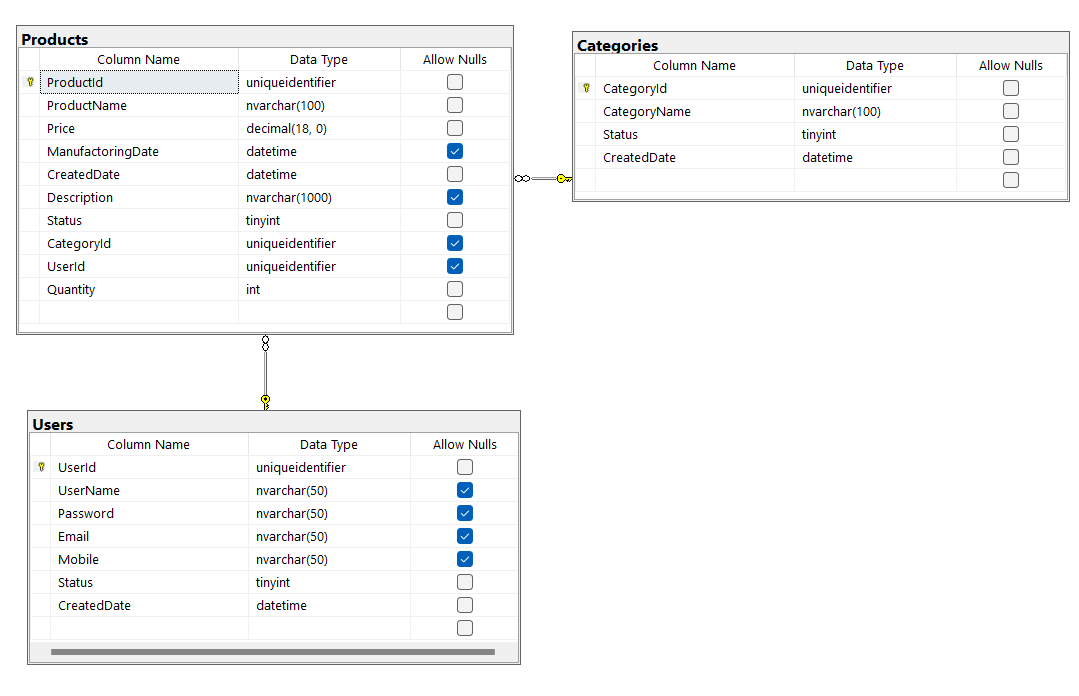 Products
Column Name Data Type Allow Nulls
ProductId uniqueidentifier
ProductName nvarchar(100)
Price decimal(18, 0)
ManufactoringDate datetime
CreatedDate datetime
Description nvarchar(1000)
Status tinyint
CategoryId uniqueidentifier
UserId uniqueidentifier
Quantity int
Categories
Column Name Data Type Allow Nulls
CategoryId uniqueidentifier
CategoryName nvarchar(100)
Status tinyint
CreatedDate datetime
Users
Column Name Data Type Allow Nulls
UserId uniqueidentifier
UserName nvarchar(50)
Password nvarchar(50)
Email nvarchar(50)
Mobile nvarchar(50)
Status tinyint
CreatedDate datetime